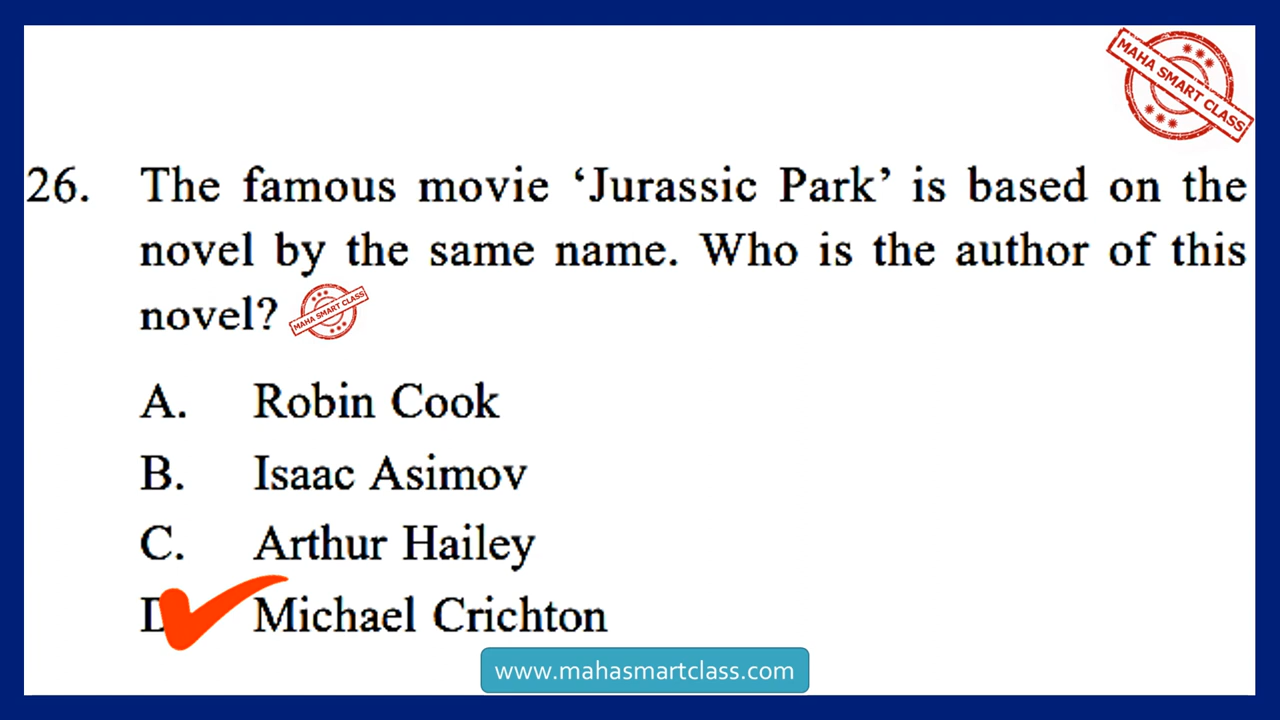 MAHA SMART CLASS
26. The famous movie ‘Jurassic Park’ is based on the
novel by the same name. Who is the author of this
novel? MAHA SMART CLASS
A. Robin Cook
B. Isaac Asimov
C. Arthur Hailey
D Michael Crichton
www.mahasmartclass.com